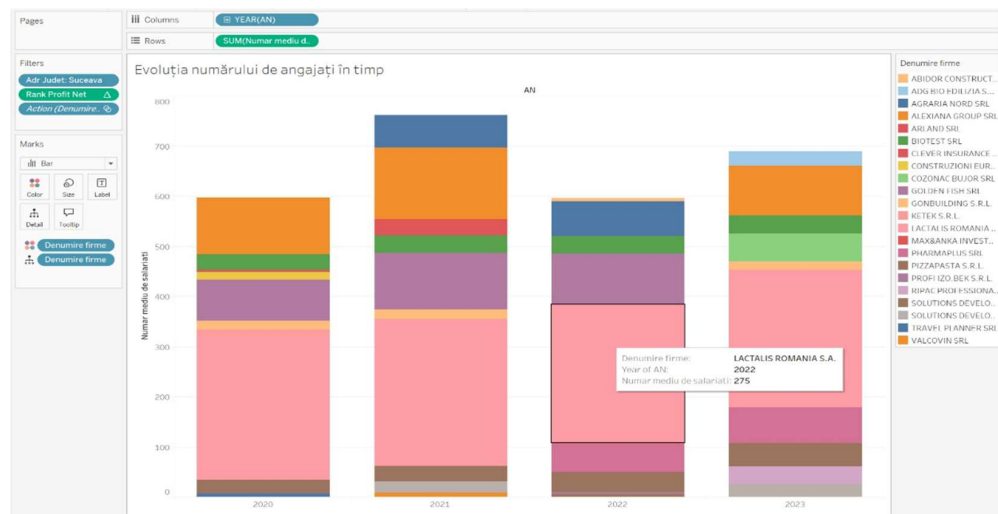 Pages
Columns
YEAR(AN)
Rows
SUM(Numar mediu d..
Filters
Adr Judet: Suceava
Rank Profit Net
Action (Denumire..
Marks
Bar
Color
Size
Label
Detail
Tooltip
Denumire firme
Denumire firme
Evoluția numărului de angajați în timp
AN
Numar mediu de salariati
800
700
600
500
400
300
200
100
0
2020
2021
2022
2023
Denumire firme: LACTALIS ROMANIA S.A.
Year of AN: 2022
Numar mediu de salariati: 275
Denumire firme
ABIDOR CONSTRUCT..
ADG BIO EDILIZIA S....
AGRARIA NORD SRL
ALEXIANA GROUP SRL
ARLAND SRL
BIOTEST SRL
CLEVER INSURANCE ..
CONSTRUZIONI EUR..
COZONAC BUJOR SRL
GOLDEN FISH SRL
GONBUILDING S.R.L.
KETEK S.R.L.
LACTALIS ROMANIA ..
MAX&ANKA INVEST..
PHARMAPLUS SRL
PIZZAPASTA S.R.L.
PROFI IZO.BEK S.R.L.
RIPAC PROFESSIONA..
SOLUTIONS DEVELO..
SOLUTIONS DEVELO..
TRAVEL PLANNER SRL
VALCOVIN SRL